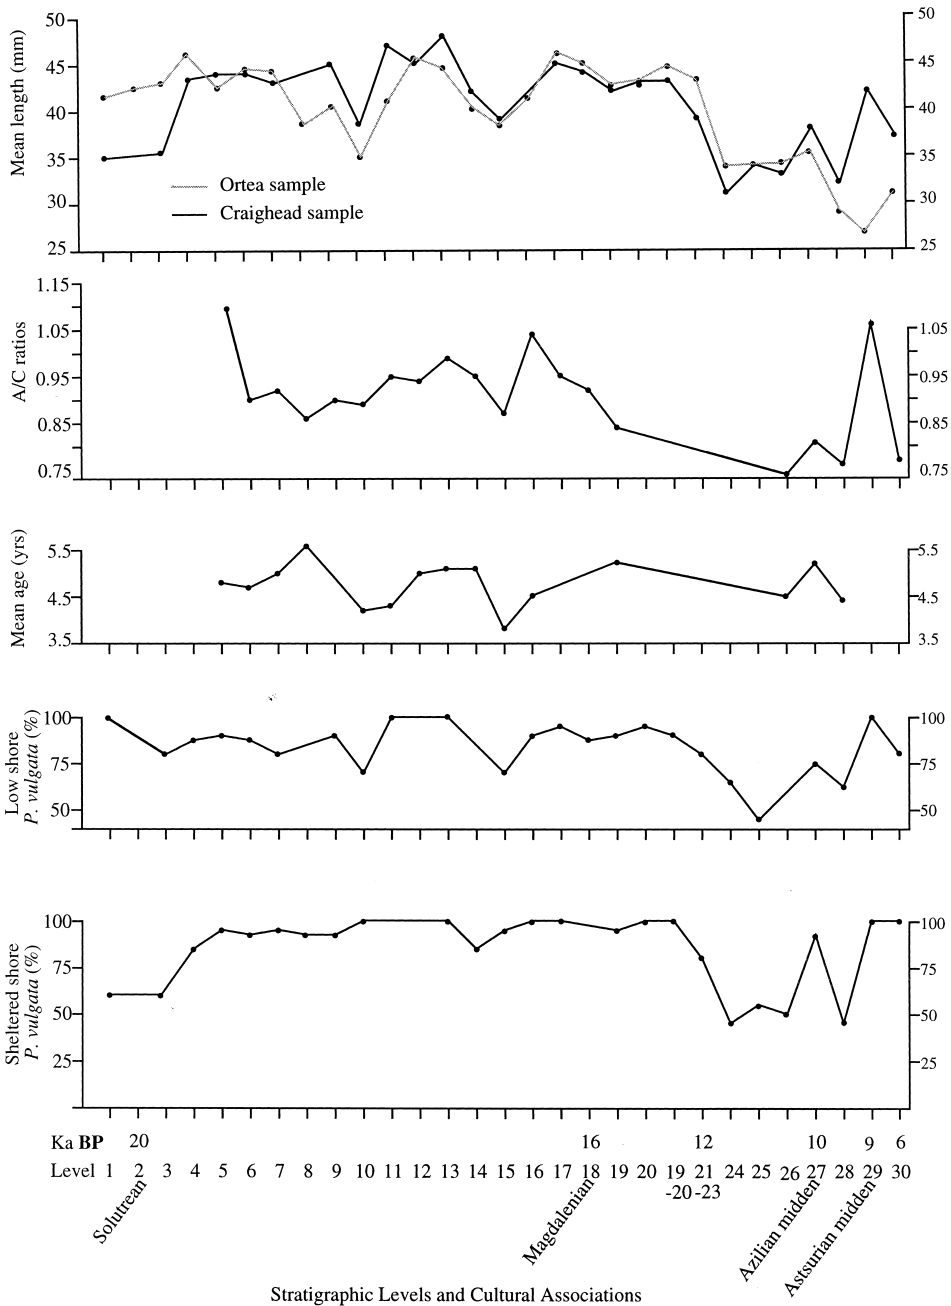 Mean length (mm)
50
45
40
35
30
25
50
45
40
35
30
25
Ortea sample
Craighead sample
A/C ratios
1.15
1.05
0.95
0.85
0.75
1.05
0.95
0.85
0.75
Mean age (yrs)
5.5
4.5
3.5
5.5
4.5
3.5
Low shore
P. vulgata (%)
100
75
50
100
75
50
Sheltered shore
P. vulgata (%)
100
75
50
25
100
75
50
25
Ka BP 20 16 12 10 9 6
Level 1 2 3 4 5 6 7 8 9 10 11 12 13 14 15 16 17 18 19 20 19 21 24 25 26 27 28 29 30
-20 -23
Solutrean
Magdalenian
Azilian midden
Astsurian midden
Stratigraphic Levels and Cultural Associations